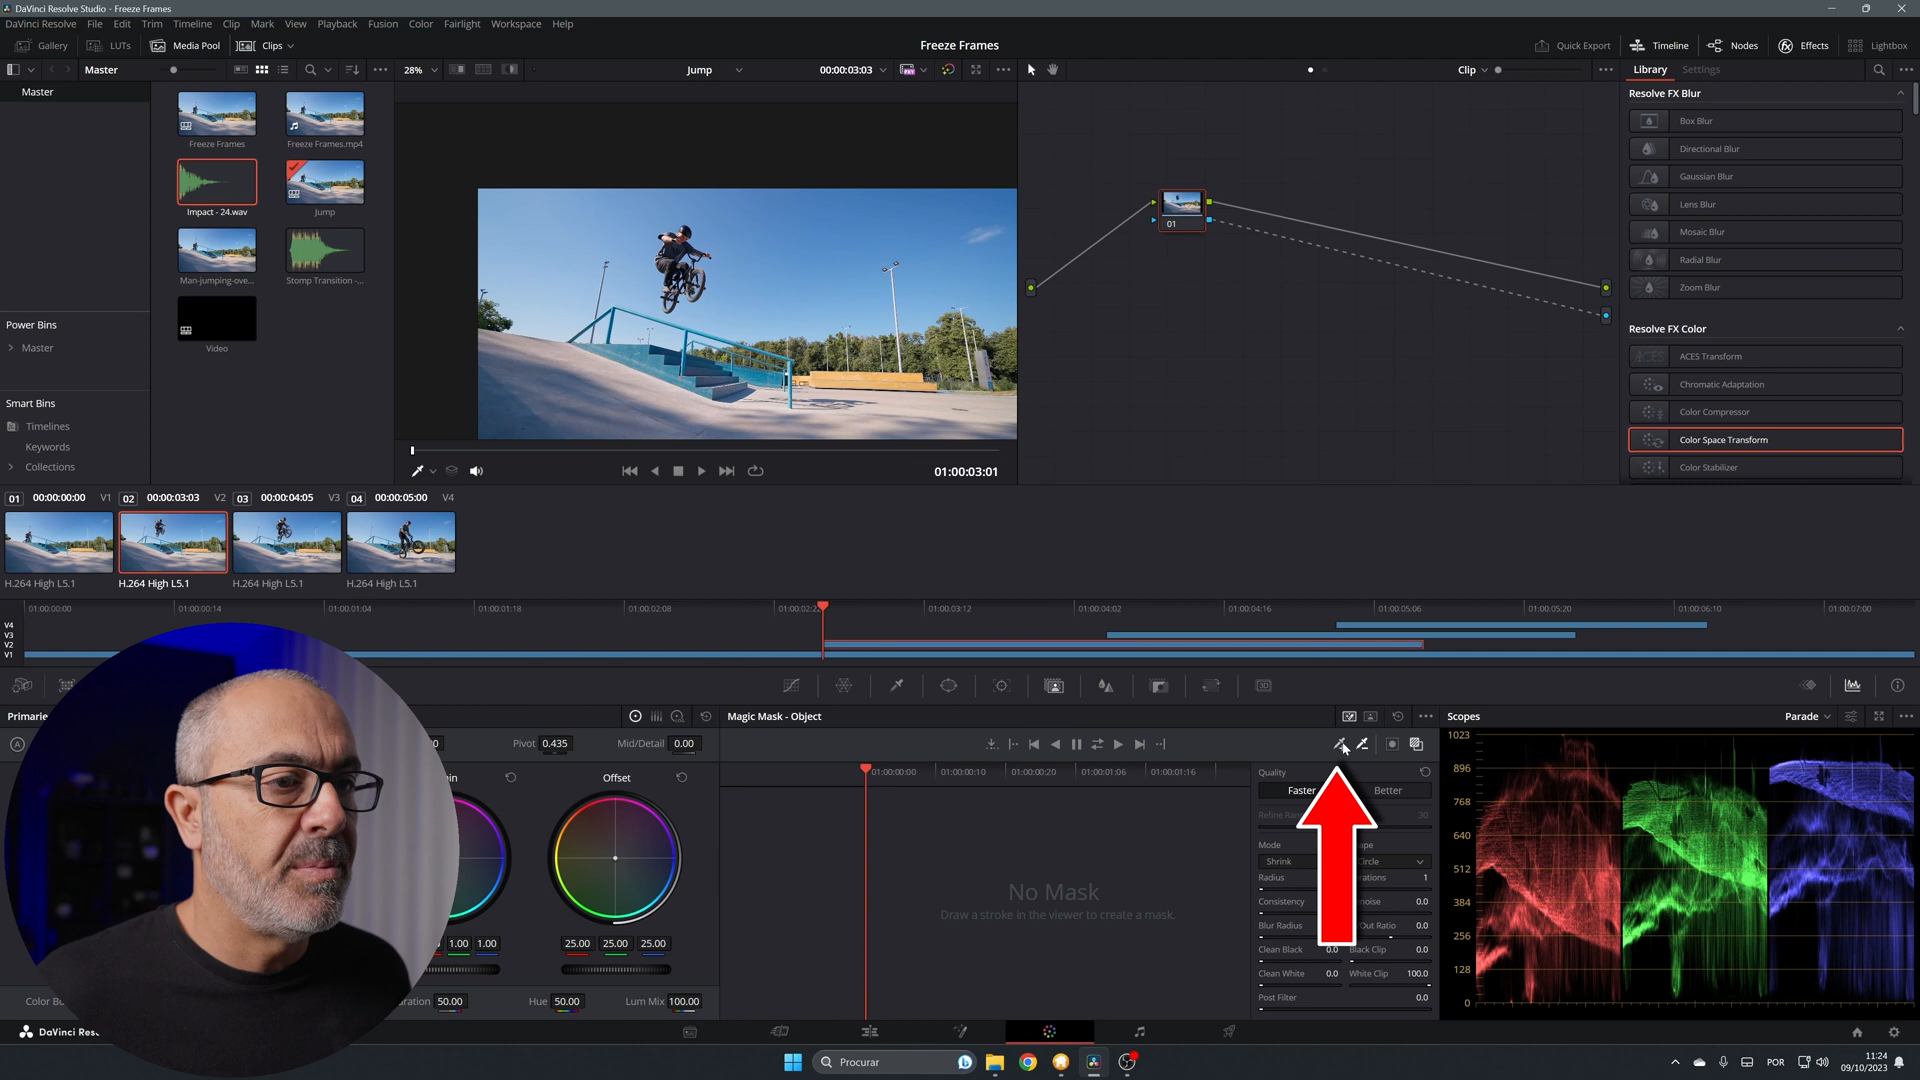 DaVinci Resolve Studio - Freeze Frames
DaVinci Resolve File Edit Trim Timeline Clip Mark View Playback Fusion Color Fairlight Workspace Help
Gallery LUTs Media Pool Clips Freeze Frames Quick Export Timeline Nodes Effects Lightbox
Master 28% Jump 00:00:03:03 Clip Library Settings
Master
Resolve FX Blur
Box Blur
Directional Blur
Gaussian Blur
Lens Blur
Mosaic Blur
Radial Blur
Zoom Blur
Resolve FX Color
ACES Transform
Chromatic Adaptation
Color Compressor
Color Space Transform
Color Stabilizer
Freeze Frames Freeze Frames.mp4
Impact - 24.wav Jump
Man-jumping-ove... Stomp Transition -...
Video
Power Bins
Master
Smart Bins
Timelines
Keywords
Collections
01
01:00:03:01
01 00:00:00:00 V1 02 00:00:03:03 V2 03 00:00:04:05 V3 04 00:00:05:00 V4
H.264 High L5.1 H.264 High L5.1 H.264 High L5.1 H.264 High L5.1
01:00:00:00 01:00:00:14 01:00:01:04 01:00:01:18 01:00:02:08 01:00:02:22 01:00:03:12 01:00:04:02 01:00:04:16 01:00:05:06 01:00:05:20 01:00:06:10 01:00:07:00
V4
V3
V2
V1
Magic Mask - Object Scopes Parade
Pivot 0.435 Mid/Detail 0.00
Offset
1.00 1.00 25.00 25.00 25.00
Hue 50.00 Lum Mix 100.00
50.00
01:00:00:00 01:00:00:10 01:00:00:20 01:00:01:06 01:00:01:16
No Mask
Draw a stroke in the viewer to create a mask.
Quality
Faster Better
30
Mode
Shrink Circle
Radius 1
Consistency 0.0
Blur Radius Out Ratio 0.0
Clean Black 0.0 Black Clip 0.0
Clean White 0.0 White Clip 100.0
Post Filter 0.0
1023
896
768
640
512
384
256
128
0
Procurar POR 11:24
09/10/2023